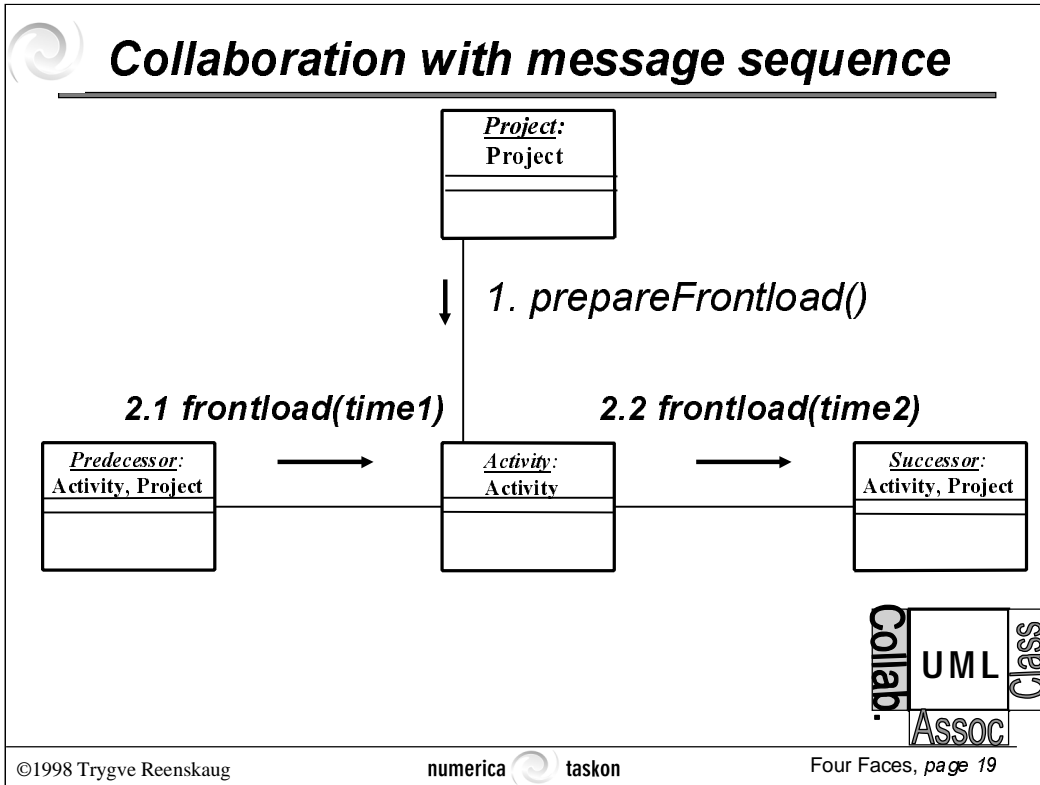 Collaboration with message sequence
Project:
Project
1. prepareFrontload()
2.1 frontload(time1)
2.2 frontload(time2)
Predecessor:
Activity, Project
Activity:
Activity
Successor:
Activity, Project
Collab.
UML
Class
Assoc
©1998 Trygve Reenskaug
numerica taskon
Four Faces, page 19